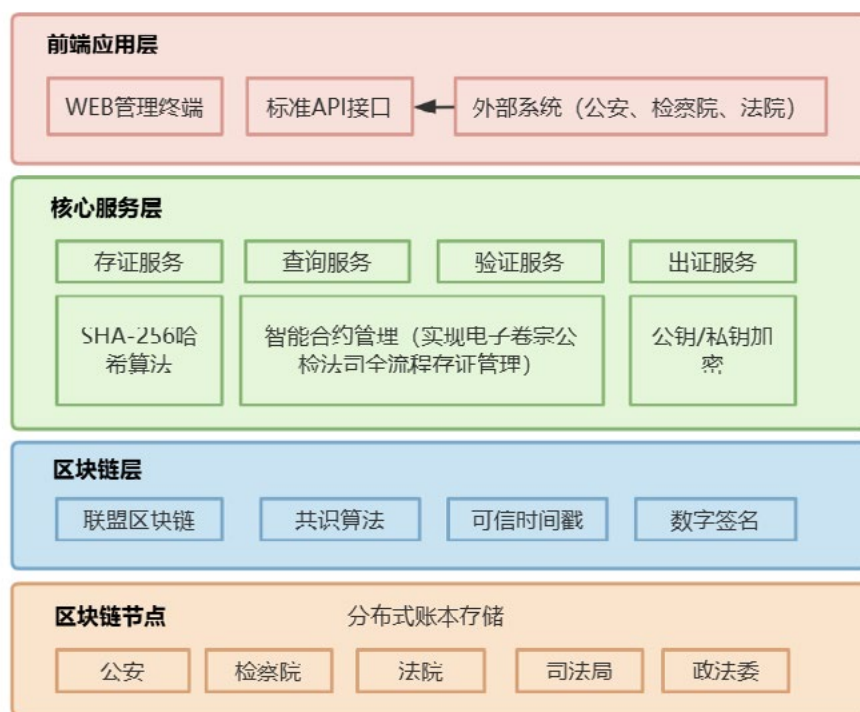 前端应用层
WEB管理终端
标准API接口
外部系统（公安、检察院、法院）
核心服务层
存证服务
查询服务
验证服务
出证服务
SHA-256哈
希算法
智能合约管理（实现电子卷宗公
检法司全流程存证管理）
公钥/私钥加
密
区块链层
联盟区块链
共识算法
可信时间戳
数字签名
区块链节点
分布式账本存储
公安
检察院
法院
司法局
政法委